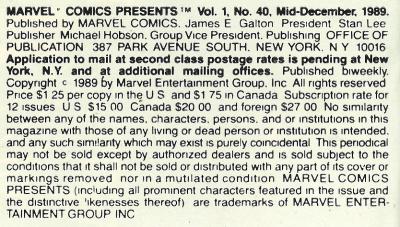 MARVEL® COMICS PRESENTS™ Vol. 1, No. 40, Mid-December, 1989.
Published by MARVEL COMICS. James E. Galton President Stan Lee
Publisher Michael Hobson, Group Vice President, Publishing OFFICE OF
PUBLICATION 387 PARK AVENUE SOUTH, NEW YORK, N Y 10016
Application to mail at second class postage rates is pending at New
York, N.Y. and at additional mailing offices. Published biweekly.
Copyright © 1989 by Marvel Entertainment Group, Inc. All rights reserved
Price $1 25 per copy in the U S and $1 75 in Canada Subscription rate for
12 issues U S $15 00 Canada $20 00 and foreign $27 00 No similarity
between any of the names, characters, persons, and or institutions in this
magazine with those of any living or dead person or institution is intended,
and any such similarity which may exist is purely coincidental This periodical
may not be sold except by authorized dealers and is sold subject to the
conditions that it shall not be sold or distributed with any part of its cover or
markings removed nor in a mutilated condition MARVEL COMICS
PRESENTS (including all prominent characters featured in the issue and
the distinctive likenesses thereof) are trademarks of MARVEL ENTER-
TAINMENT GROUP INC